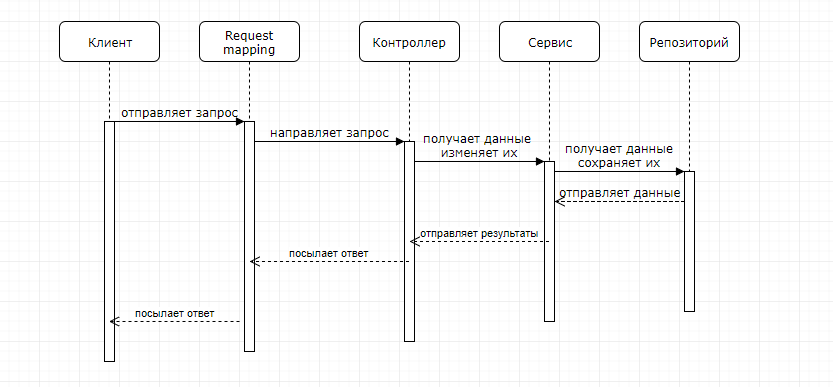 Клиент
Request
mapping
Контроллер
Сервис
Репозиторий
отправляет запрос
направляет запрос
получает данные
изменяет их
получает данные
сохраняет их
отправляет данные
отправляет результаты
посылает ответ
посылает ответ